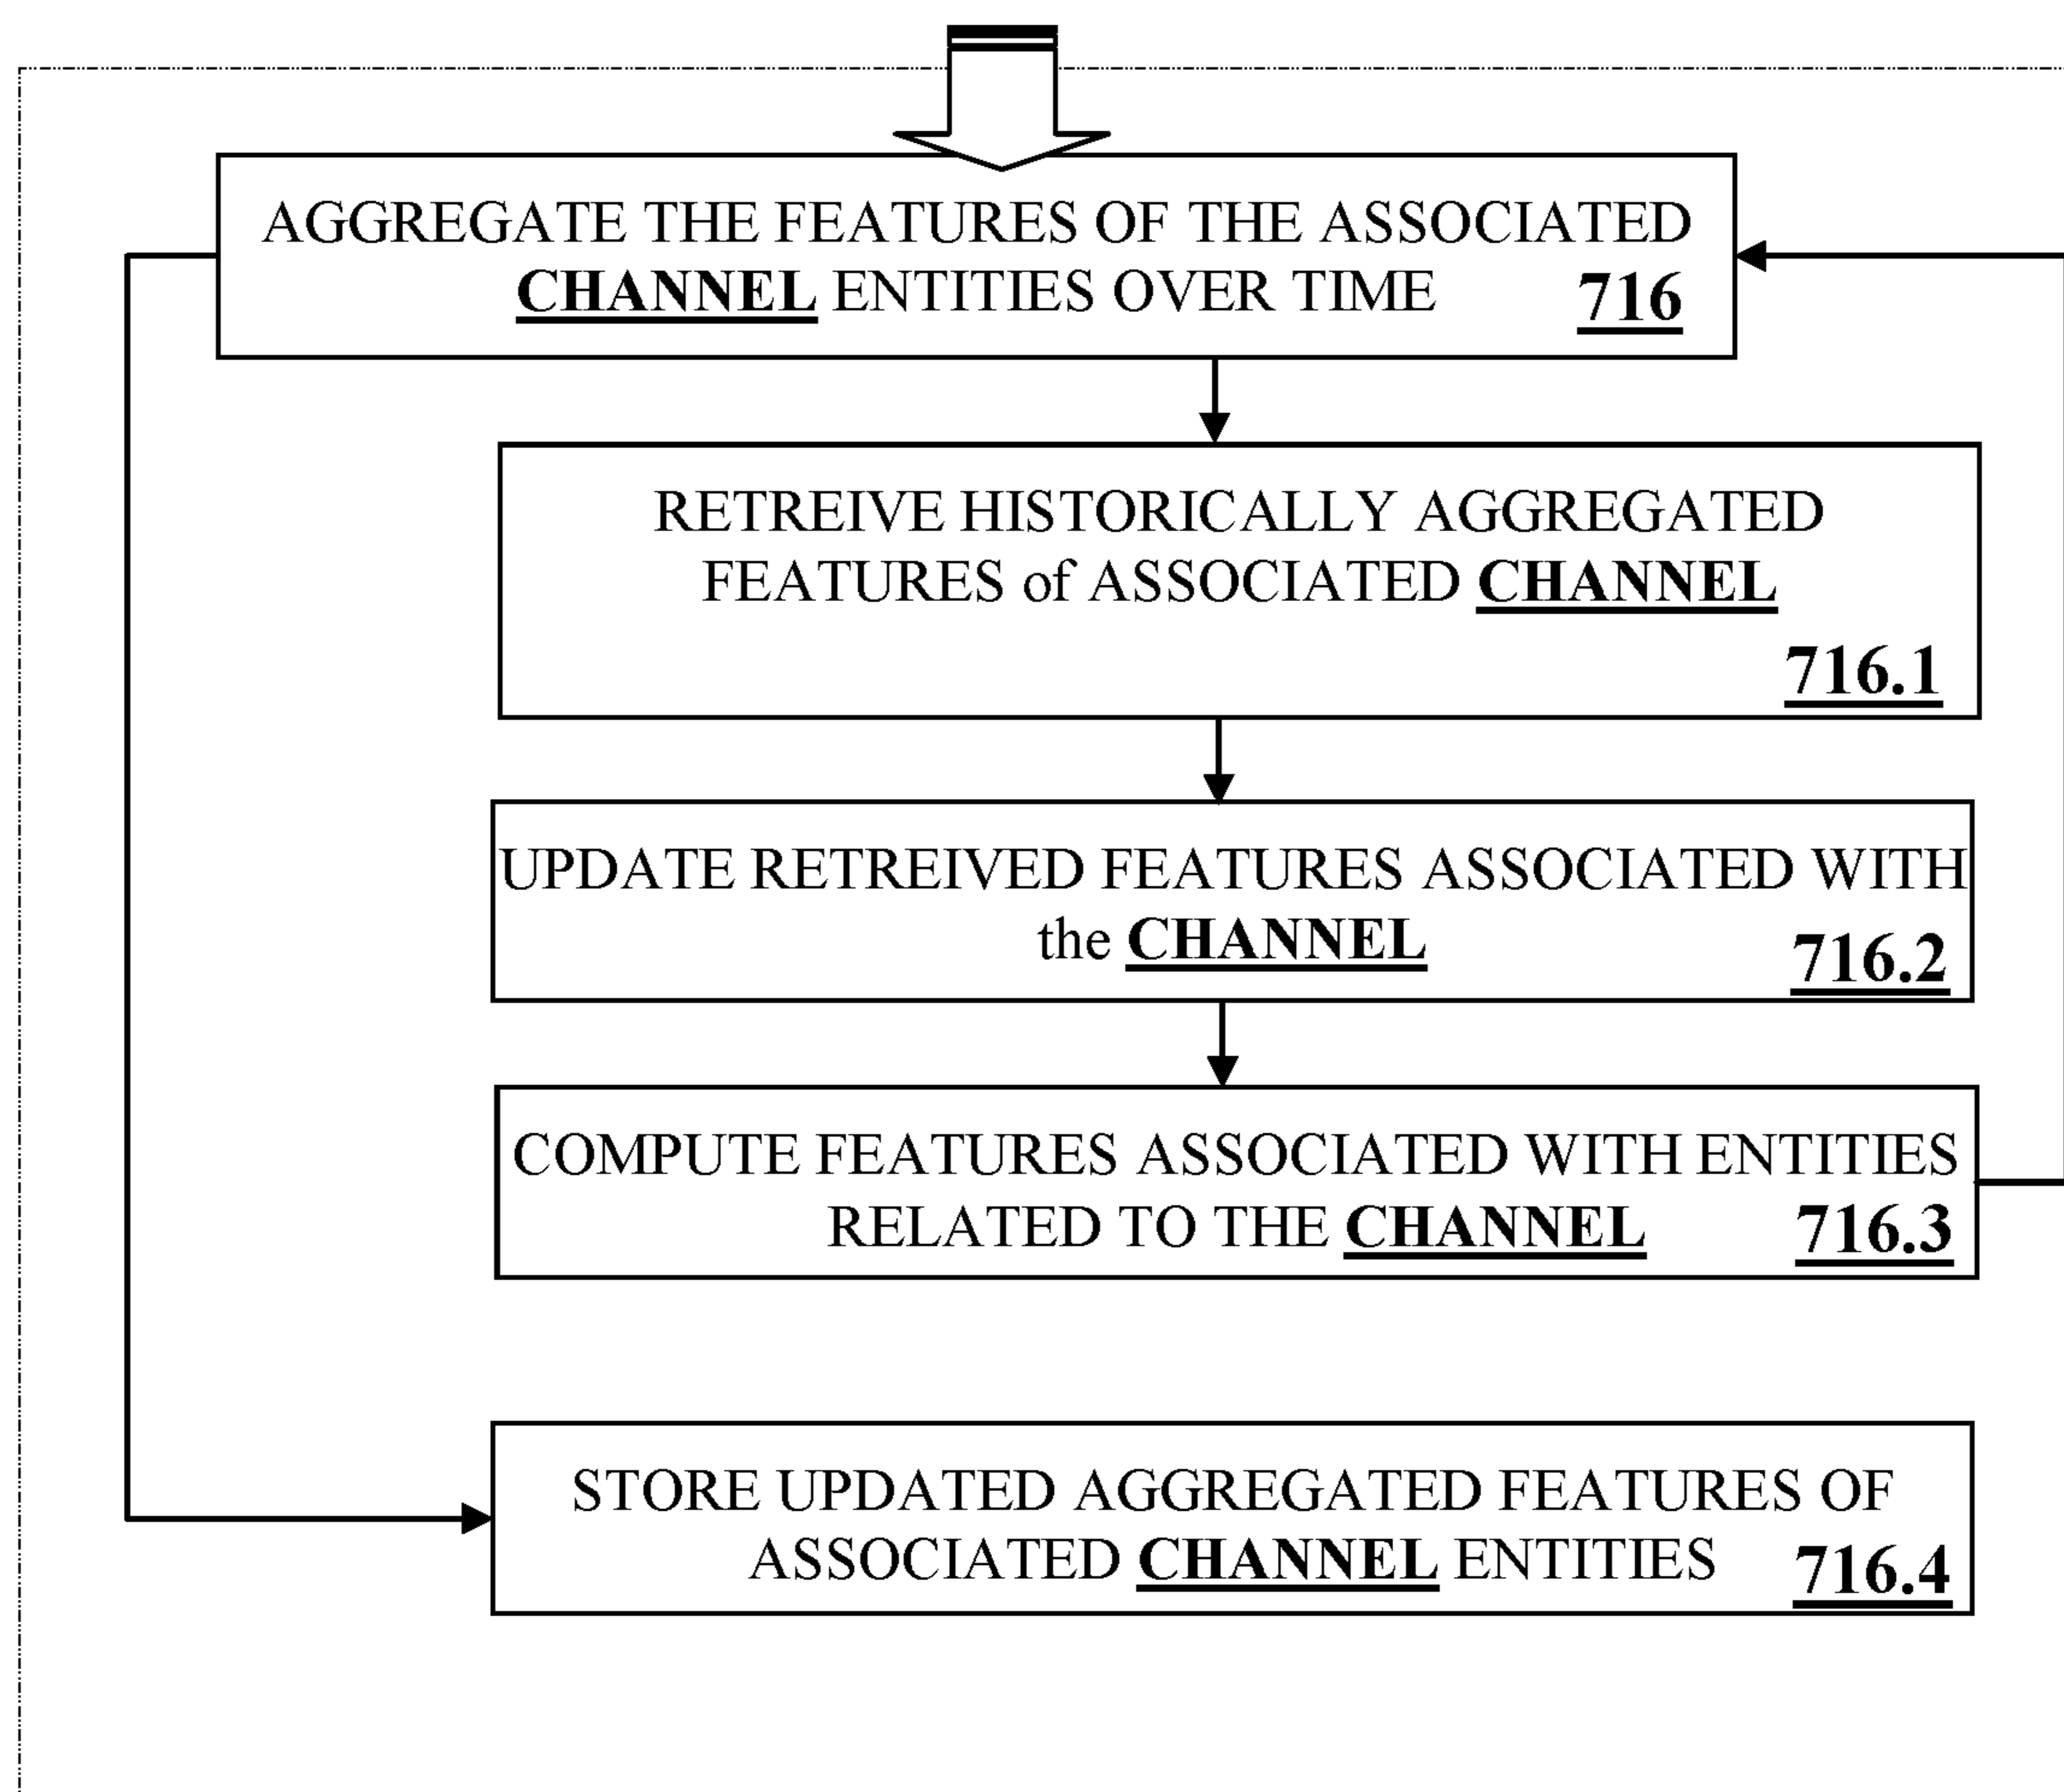 AGGREGATE THE FEATURES OF THE ASSOCIATED
CHANNEL ENTITIES OVER TIME 716
RETREIVE HISTORICALLY AGGREGATED
FEATURES of ASSOCIATED CHANNEL
716.1
UPDATE RETREIVED FEATURES ASSOCIATED WITH
the CHANNEL 716.2
COMPUTE FEATURES ASSOCIATED WITH ENTITIES
RELATED TO THE CHANNEL 716.3
STORE UPDATED AGGREGATED FEATURES OF
ASSOCIATED CHANNEL ENTITIES 716.4